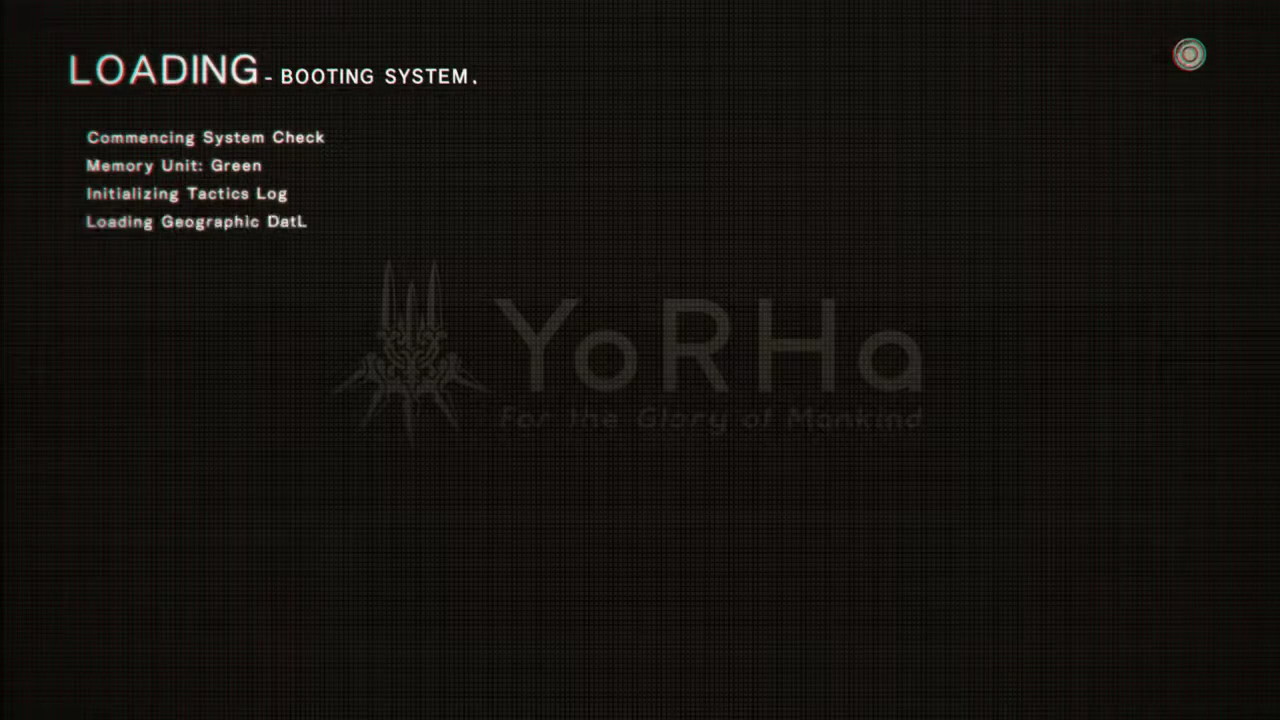 LOADING - BOOTING SYSTEM.
Commencing System Check
Memory Unit: Green
Initializing Tactics Log
Loading Geographic DatL
YoRHa
For the Glory of Mankind